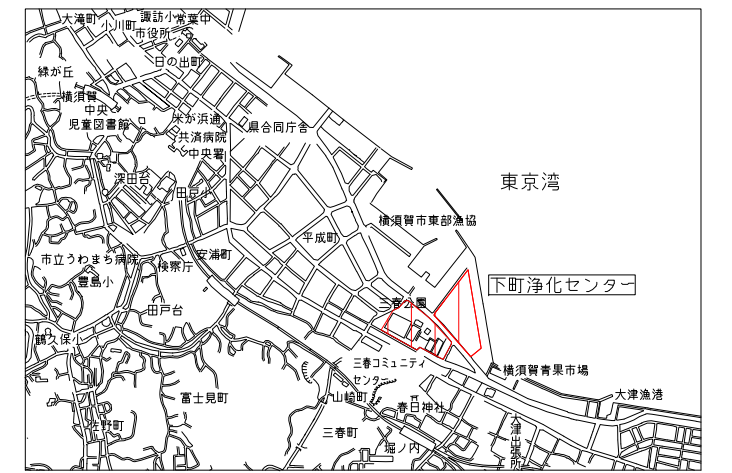 大滝町
小川町
諏訪小
常葉中
市役所
日の出町
緑が丘
横須賀
中央
児童図書館
米が浜通
共済病院
中央署
県合同庁舎
深田台
田戸小
東京湾
横須賀市東部漁協
平成町
市立うわまち病院
検察庁
安浦町
豊島小
下町浄化センター
三春公園
田戸台
鶴久保小
三春コミュニティ
センター
横須賀青果市場
大津漁港
富士見町
山崎町
春日神社
佐野町
三春町
堀ノ内
大津出張所